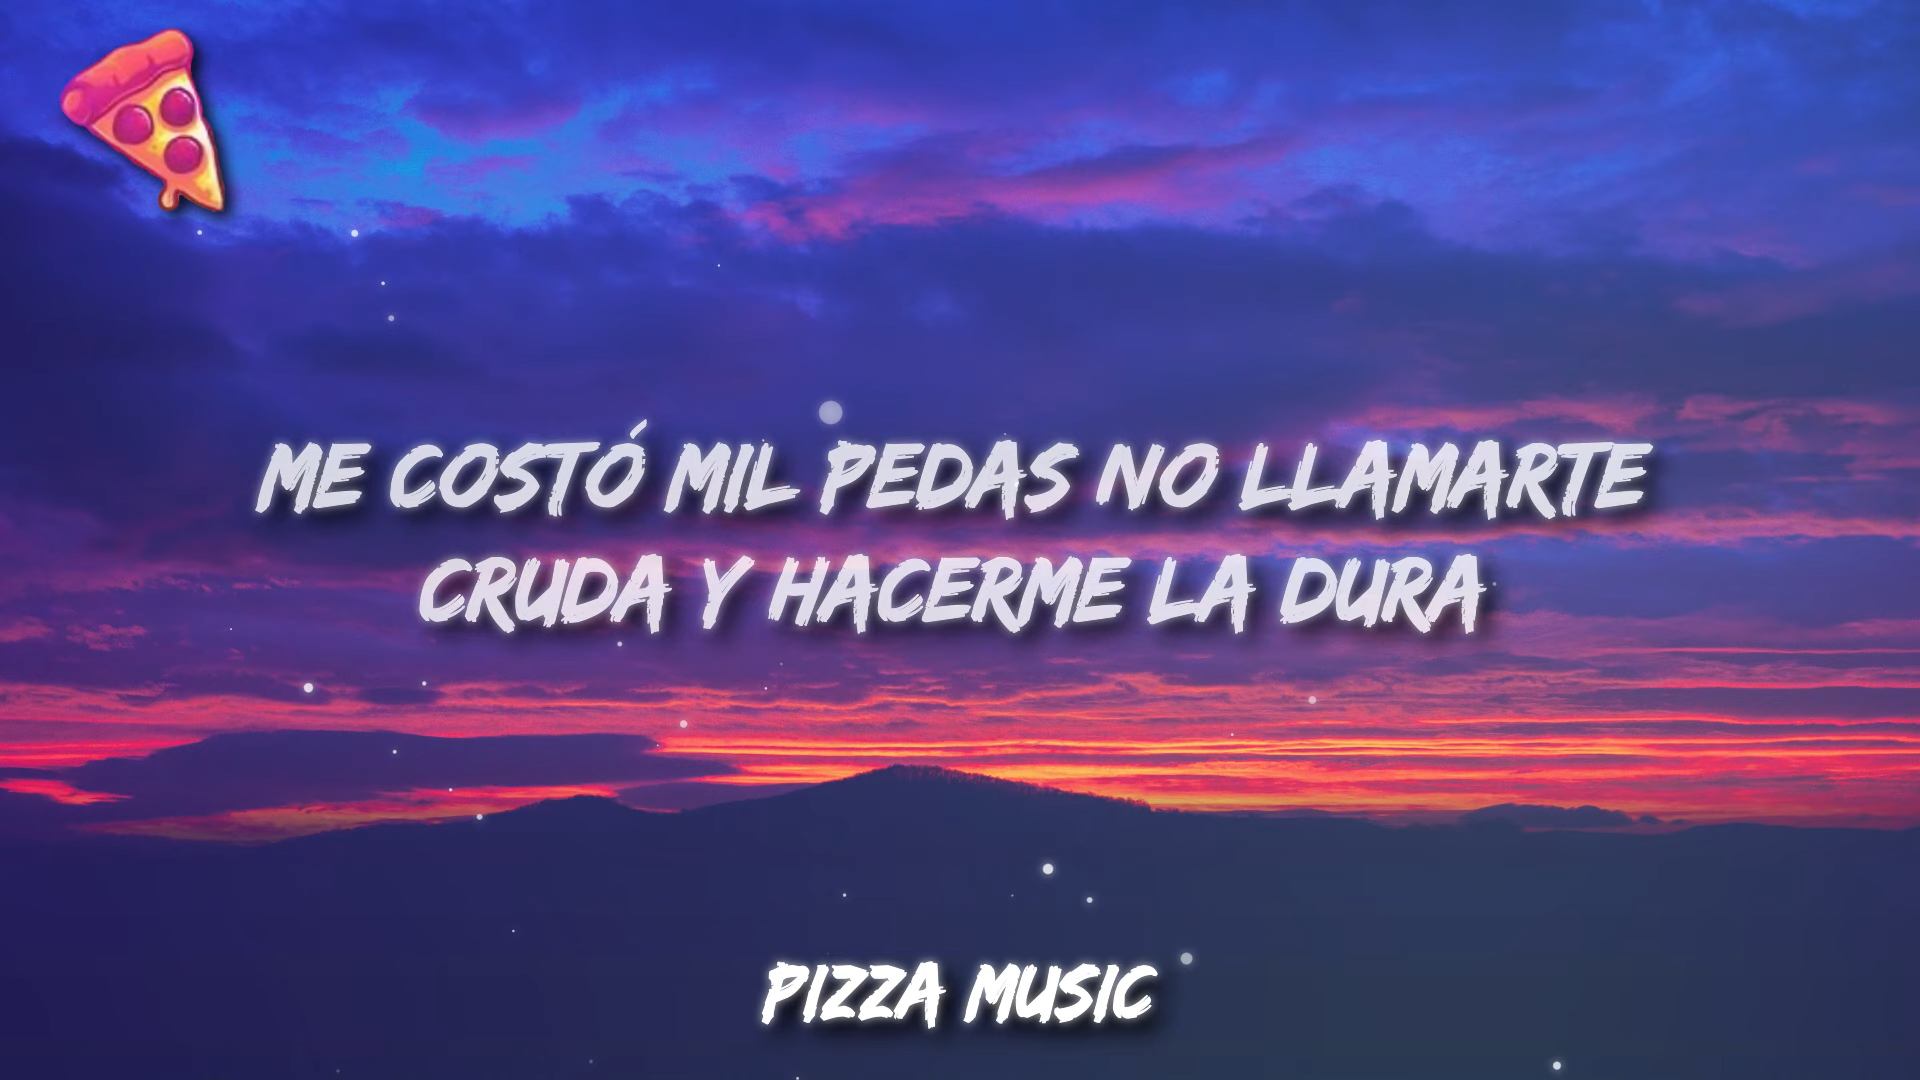 ME COSTÓ MIL PEDAS NO LLAMARTE
CRUDA Y HACERME LA DURA
PIZZA MUSIC